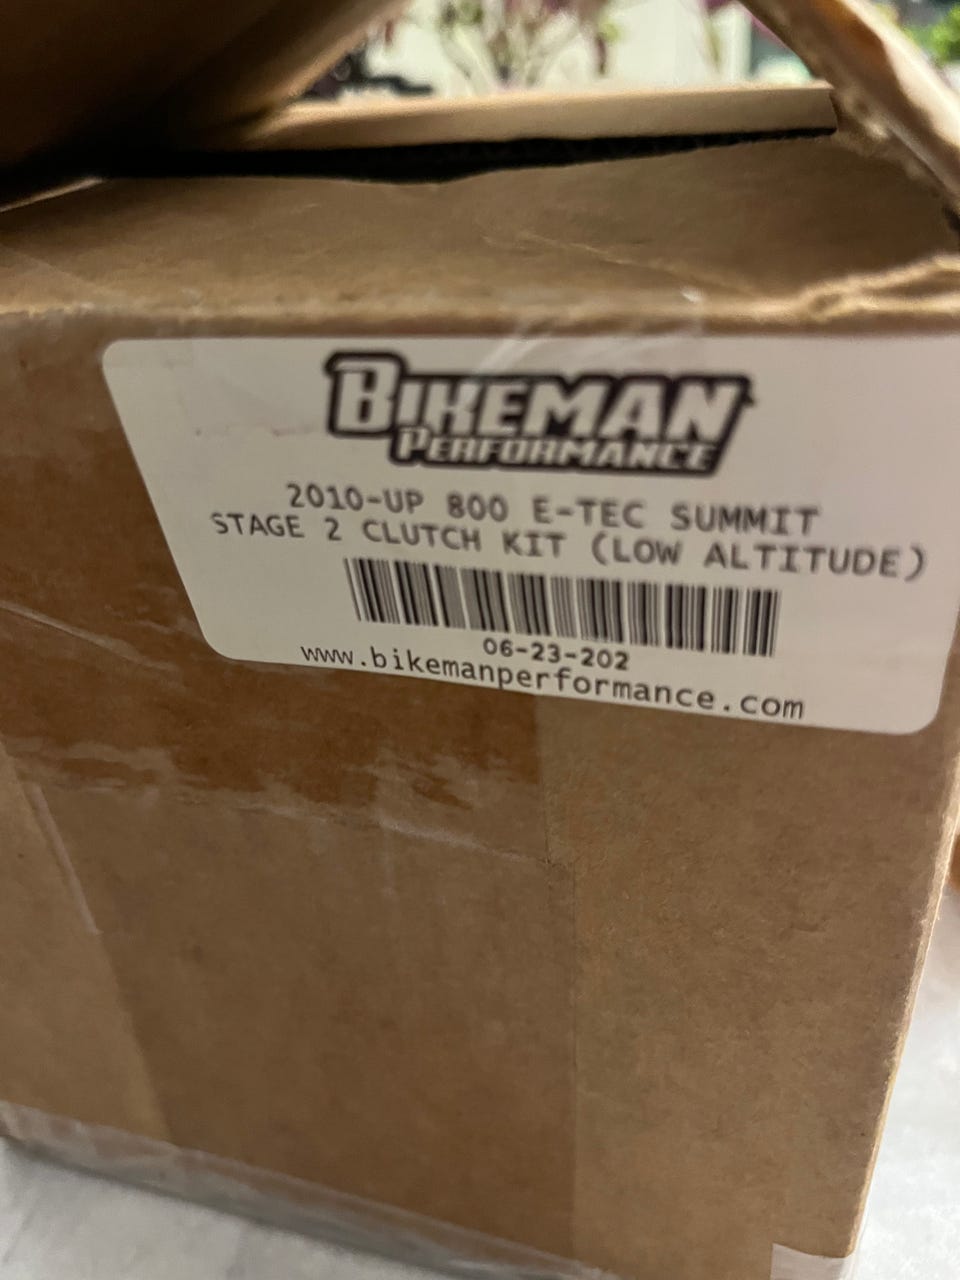 BIKEMAN
PERFORMANCE
2010-UP 800 E-TEC SUMMIT
STAGE 2 CLUTCH KIT (LOW ALTITUDE)
06-23-202
www.bikemanperformance.com